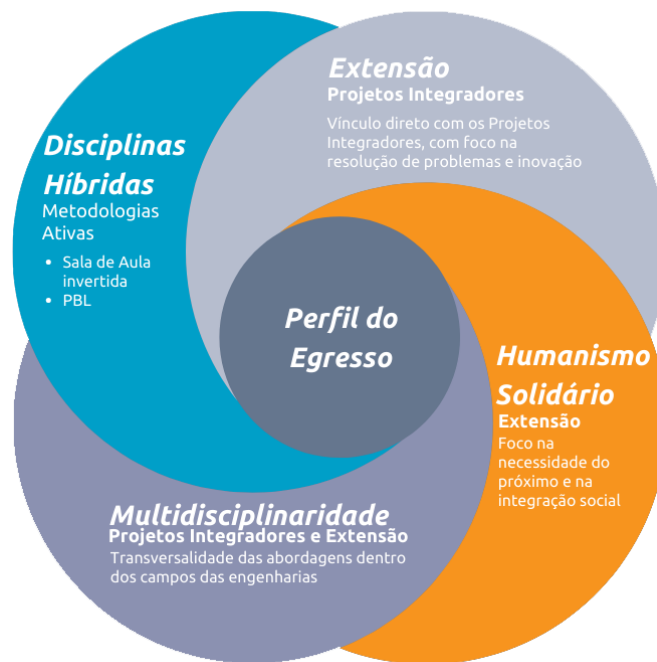 Extensão
Projetos Integradores
Vínculo direto com os Projetos
Integradores, com foco na
resolução de problemas e inovação
Disciplinas
Híbridas
Metodologias
Ativas
• Sala de Aula
invertida
• PBL
Perfil do
Egresso
Humanismo
Solidário
Extensão
Foco na
necessidade do
próximo e na
integração social
Multidisciplinaridade
Projetos Integradores e Extensão
Transversalidade das abordagens dentro
dos campos das engenharias